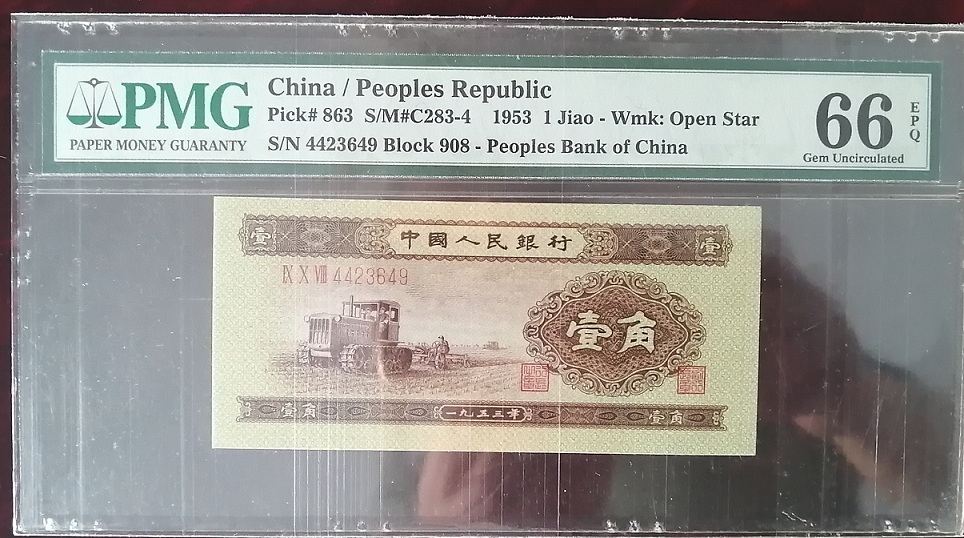 PMG
PAPER MONEY GUARANTY
China / Peoples Republic
Pick# 863 S/M#C283-4 1953 1 Jiao - Wmk: Open Star
S/N 4423649 Block 908 - Peoples Bank of China
66
EPQ
Gem Uncirculated
壹 中國人民銀行 壹
IX X VIII 4423649
壹角
壹角 一九五三年 壹角